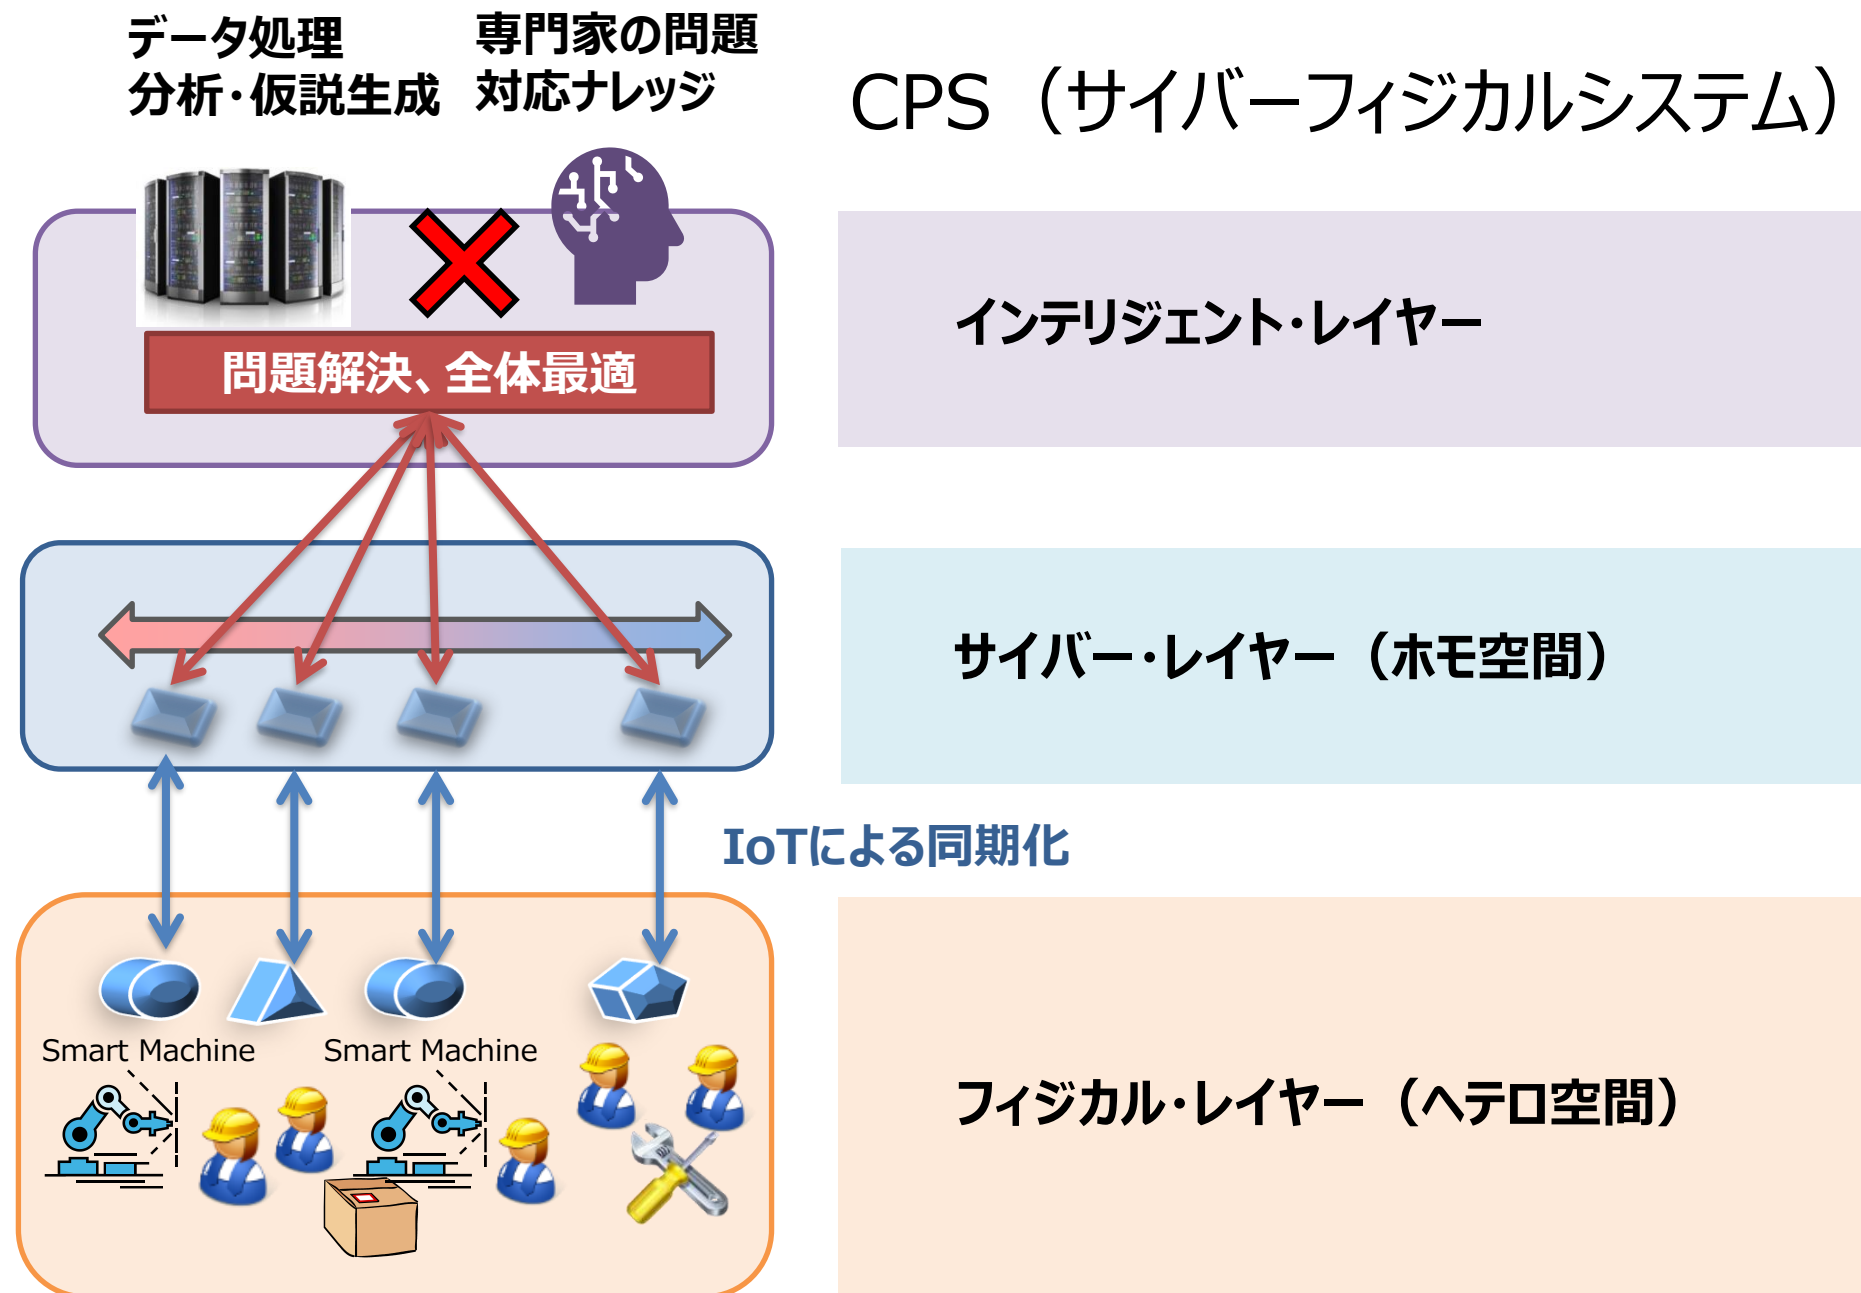 データ処理
分析・仮説生成
専門家の問題
対応ナレッジ
CPS（サイバーフィジカルシステム）
問題解決、全体最適
インテリジェント・レイヤー
サイバー・レイヤー（ホモ空間）
IoTによる同期化
Smart Machine
Smart Machine
フィジカル・レイヤー（ヘテロ空間）